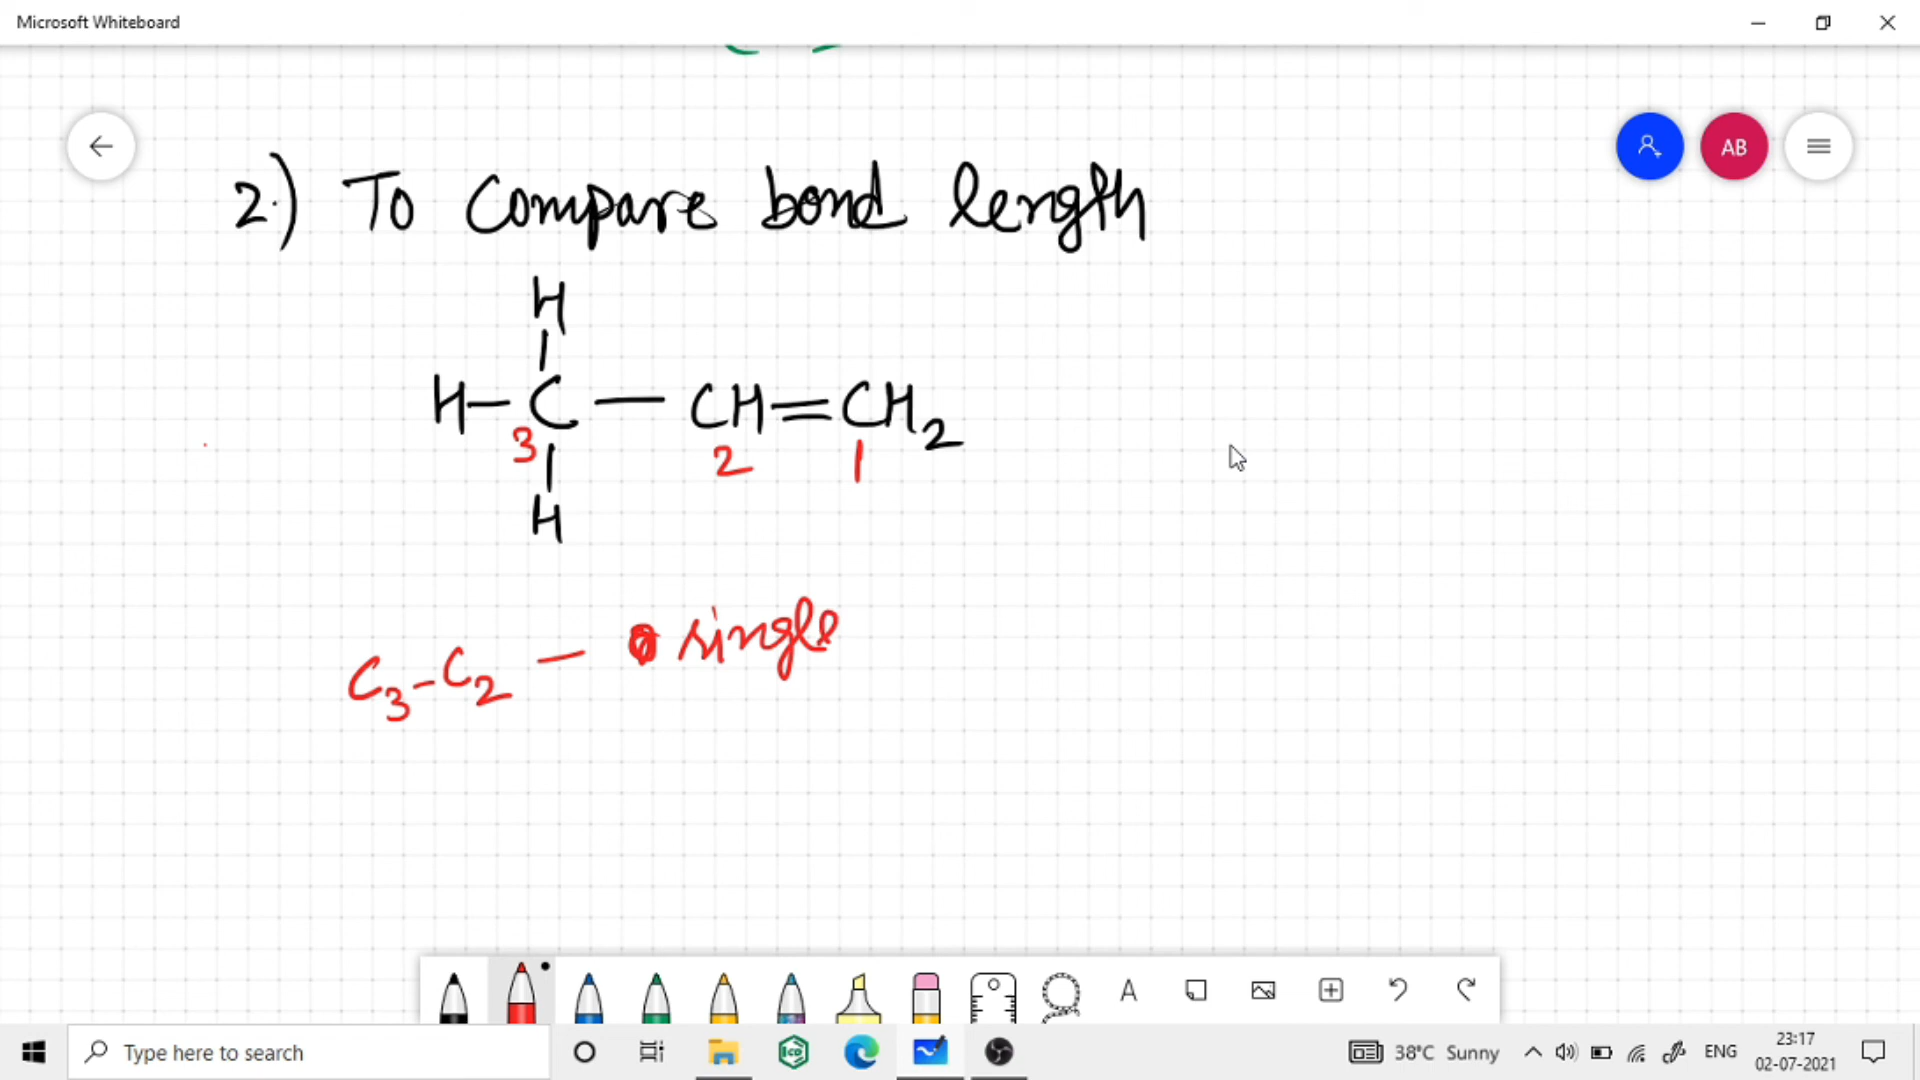 Microsoft Whiteboard
AB
2.) To Compare bond length
H
H–C—CH=CH2
3 2 1
H
C3-C2 — single
A
Type here to search
38°C Sunny
ENG
23:17
02-07-2021